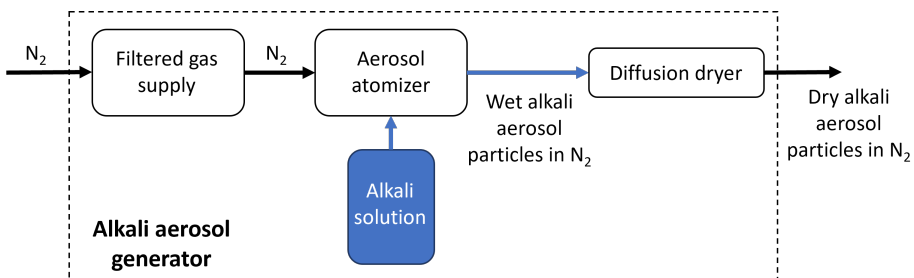 N₂
Filtered gas
supply
N₂
Aerosol
atomizer
Wet alkali
aerosol
particles in N₂
Diffusion dryer
Dry alkali
aerosol
particles in N₂
Alkali
solution
Alkali aerosol
generator